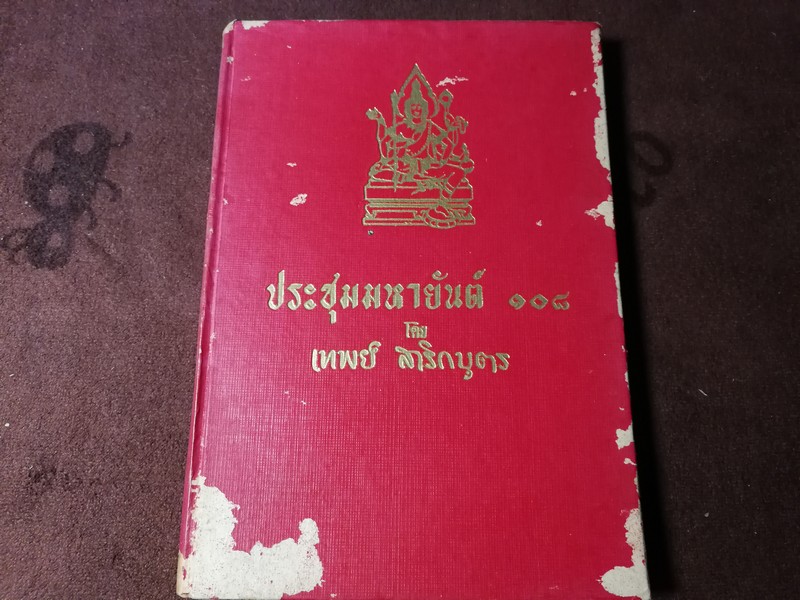 ประชุมมหายันต์ ๑๐๘
โดย
เทพย์ สาริกบุตร